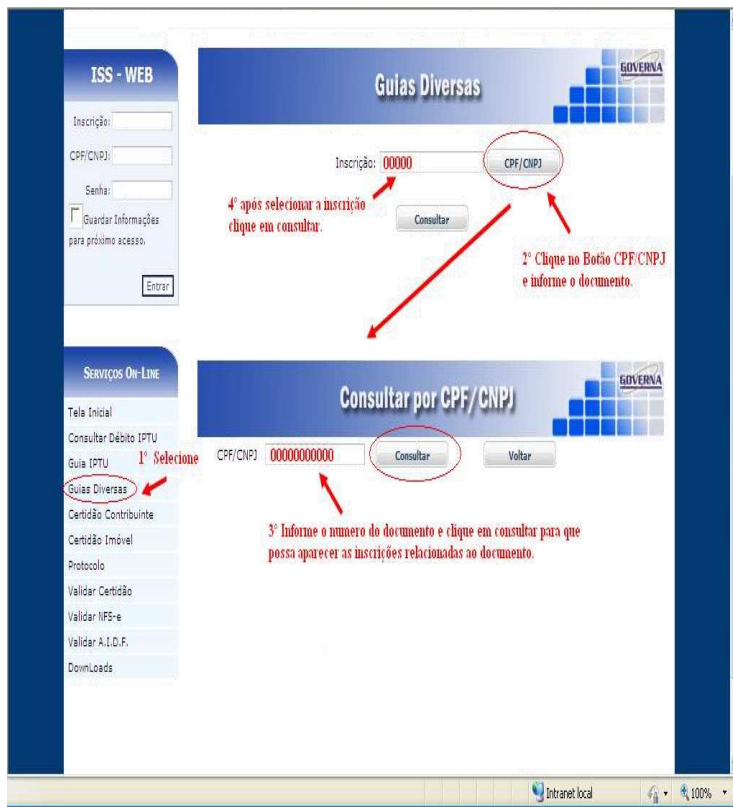 ISS - WEB
Inscrição:
CPF/CNPJ:
Senha:
Guardar Informações
para próximo acesso.
Entrar
Guias Diversas
GOVERNA
Inscrição: 00000 CPF/CNPJ
4º após selecionar a inscrição
clique em consultar.
Consultar
2º Clique no Botão CPF/CNPJ
e informe o documento.
Serviços On-Line
Tela Inicial
Consultar Débito IPTU
Guia IPTU
1º Selecione
Guias Diversas
Certidão Contribuinte
Certidão Imóvel
Protocolo
Validar Certidão
Validar NFS-e
Validar A.I.D.F.
DownLoads
Consultar por CPF/CNPJ
GOVERNA
CPF/CNPJ 00000000000 Consultar Voltar
3º Informe o numero do documento e clique em consultar para que
possa aparecer as inscrições relacionadas ao documento.
Intranet local 100%